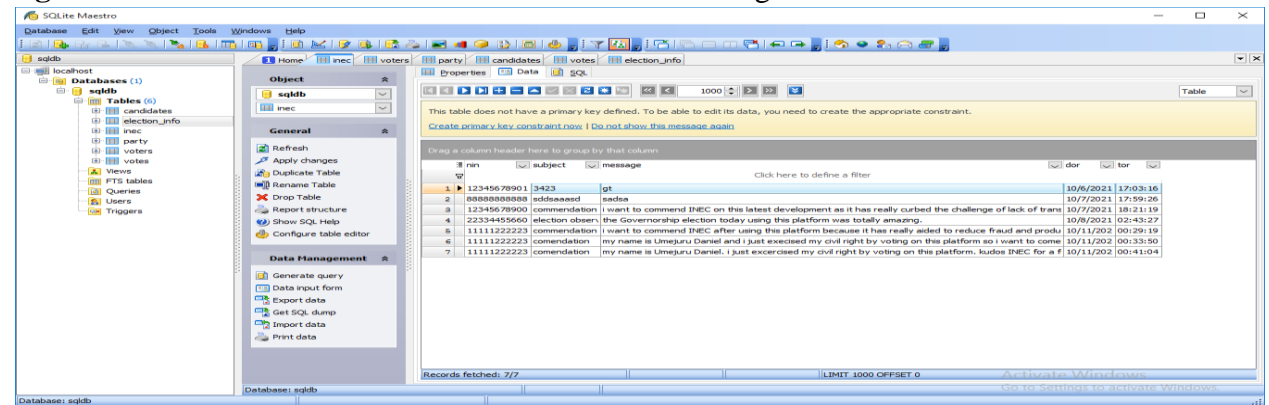 SQLite Maestro
Database Edit View Object Tools Windows Help
sqldb
1 Home inec voters party candidates votes election_info
localhost
Databases (1)
sqldb
Tables (6)
candidates
election_info
inec
party
voters
votes
Views
FTS tables
Queries
Users
Triggers
Object
sqldb
inec
General
Refresh
Apply changes
Duplicate Table
Rename Table
Drop Table
Report structure
Show SQL Help
Configure table editor
Data Management
Generate query
Data input form
Export data
Get SQL dump
Import data
Print data
Properties Data SQL
1000
Table
This table does not have a primary key defined. To be able to edit its data, you need to create the appropriate constraint.
Create primary key constraint now | Do not show this message again
Drag a column header here to group by that column
nin subject message dor tor
Click here to define a filter
1 12345678901 3423 gt 10/6/2021 17:03:16
2 88888888888 sddsaaasd sadsa 10/7/2021 17:59:26
3 12345678900 commendation i want to commend INEC on this latest development as it has really curbed the challenge of lack of trans 10/7/2021 18:21:19
4 22334455660 election observ the Governorship election today using this platform was totally amazing. 10/8/2021 02:43:27
5 11111222223 commendation i want to commend INEC after using this platform because it has really aided to reduce fraud and produ 10/11/202 00:29:19
6 11111222223 comendation my name is Umejuru Daniel and i just execised my civil right by voting on this platform so i want to come 10/11/202 00:33:50
7 11111222223 comendation my name is Umejuru Daniel. i just excercised my civil right by voting on this platform. kudos INEC for a f 10/11/202 00:41:04
Records fetched: 7/7 LIMIT 1000 OFFSET 0
Activate Windows
Go to Settings to activate Windows.
Database: sqldb
Database: sqldb